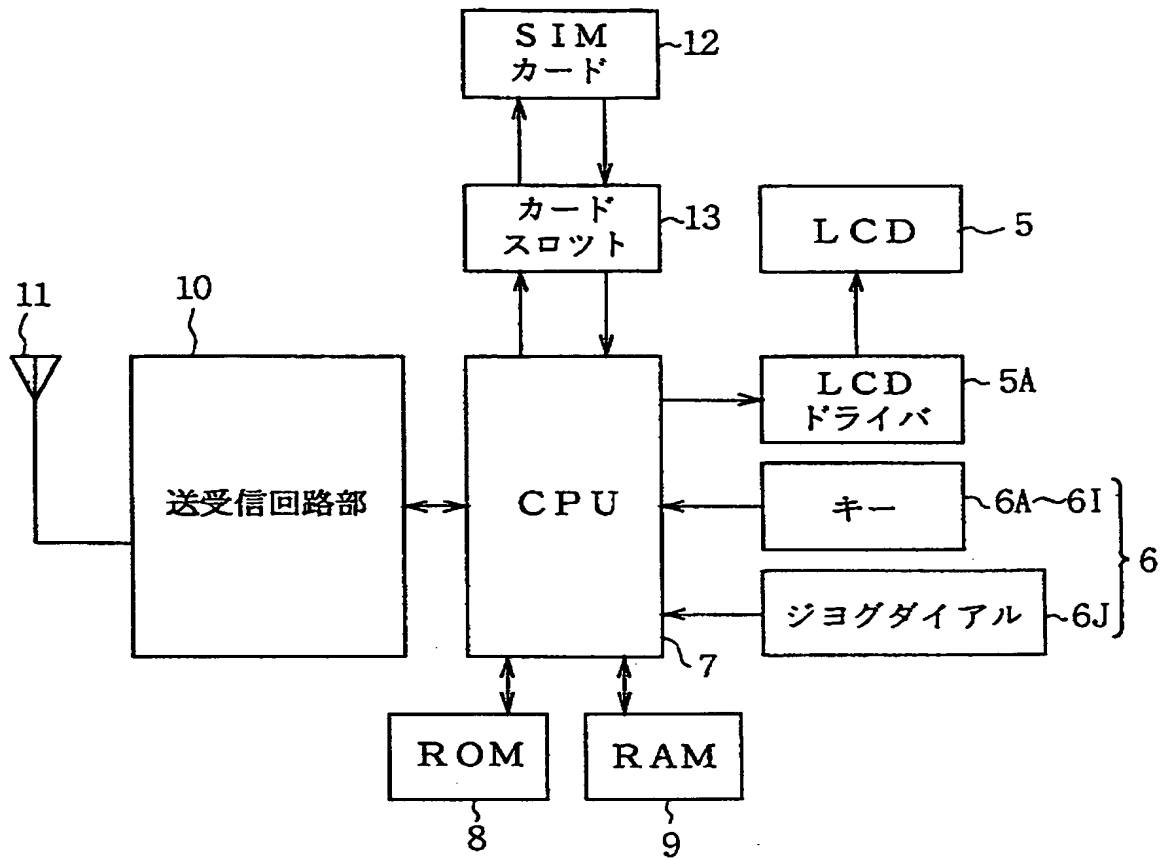 SIM
カード
12
カード
スロット
13
LCD
5
11
10
LCD
ドライバ
5A
送受信回路部
CPU
キー
6A～6I
6
ジヨグダイアル
6J
7
ROM
RAM
8
9